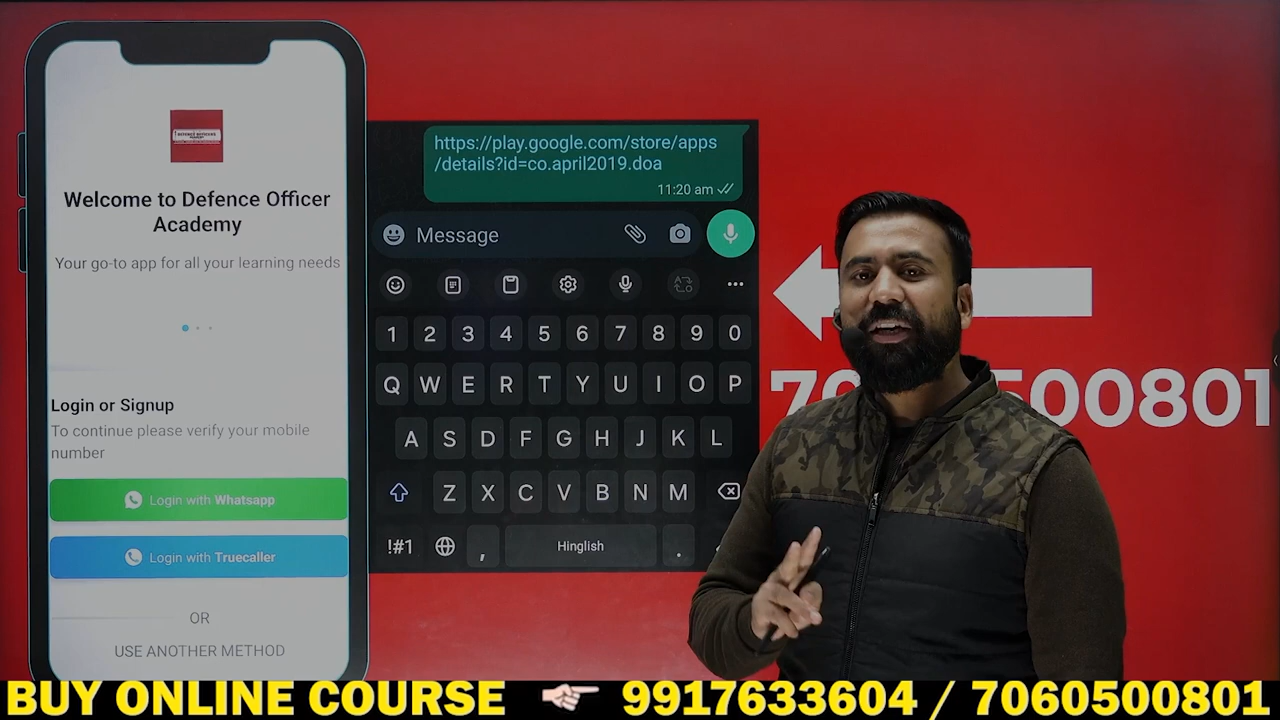 Welcome to Defence Officer
Academy
Your go-to app for all your learning needs
Login or Signup
To continue please verify your mobile
number
Login with Whatsapp
Login with Truecaller
OR
USE ANOTHER METHOD
https://play.google.com/store/apps
/details?id=co.april2019.doa
11:20 am
Message
1 2 3 4 5 6 7 8 9 0
Q W E R T Y U I O P
A S D F G H J K L
Z X C V B N M
!#1 , Hinglish .
70 500801
BUY ONLINE COURSE 9917633604 / 7060500801